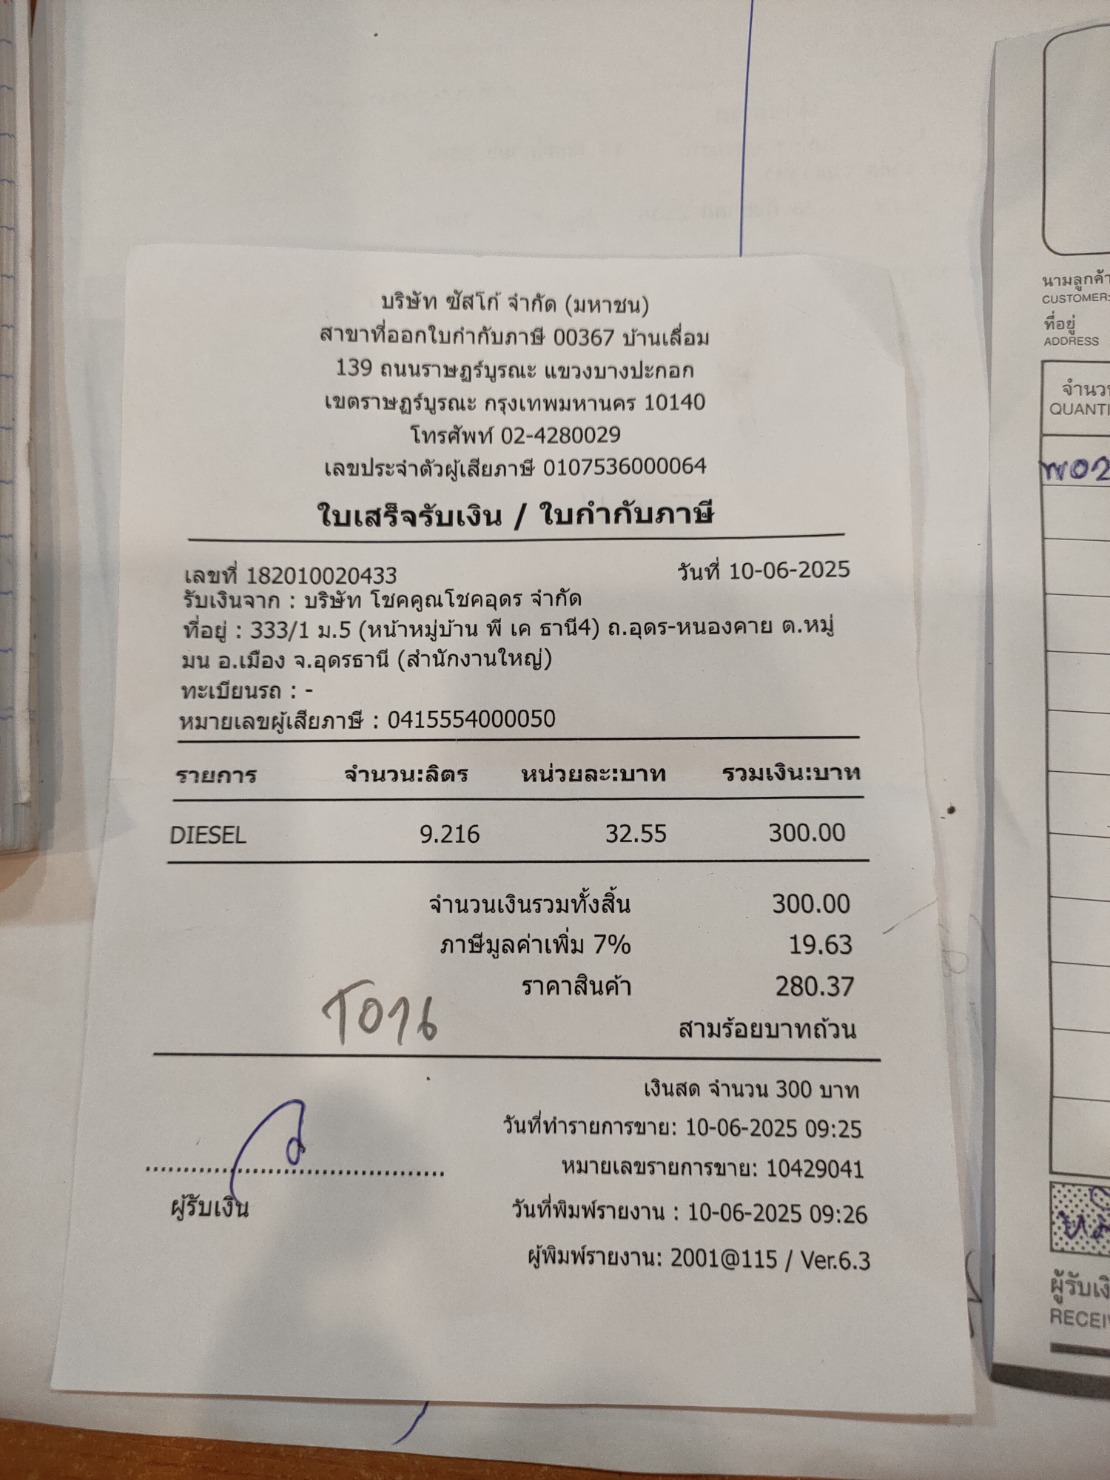 บริษัท ซัสโก้ จำกัด (มหาชน)
สาขาที่ออกใบกำกับภาษี 00367 บ้านเลื่อม
139 ถนนราษฎร์บูรณะ แขวงบางปะกอก
เขตราษฎร์บูรณะ กรุงเทพมหานคร 10140
โทรศัพท์ 02-4280029
เลขประจำตัวผู้เสียภาษี 0107536000064
ใบเสร็จรับเงิน / ใบกำกับภาษี
เลขที่ 182010020433 วันที่ 10-06-2025
รับเงินจาก : บริษัท โชคคูณโชคอุดร จำกัด
ที่อยู่ : 333/1 ม.5 (หน้าหมู่บ้าน พี เค ธานี4) ถ.อุดร-หนองคาย ต.หมู่
มน อ.เมือง จ.อุดรธานี (สำนักงานใหญ่)
ทะเบียนรถ : -
หมายเลขผู้เสียภาษี : 0415554000050
รายการ จำนวน:ลิตร หน่วยละ:บาท รวมเงิน:บาท
DIESEL 9.216 32.55 300.00
จำนวนเงินรวมทั้งสิ้น 300.00
ภาษีมูลค่าเพิ่ม 7% 19.63
ราคาสินค้า 280.37
สามร้อยบาทถ้วน
เงินสด จำนวน 300 บาท
วันที่ทำรายการขาย: 10-06-2025 09:25
หมายเลขรายการขาย: 10429041
วันที่พิมพ์รายงาน : 10-06-2025 09:26
ผู้พิมพ์รายงาน: 2001@115 / Ver.6.3
ผู้รับเงิน
นามลูกค้า
CUSTOMER:
ที่อยู่
ADDRESS